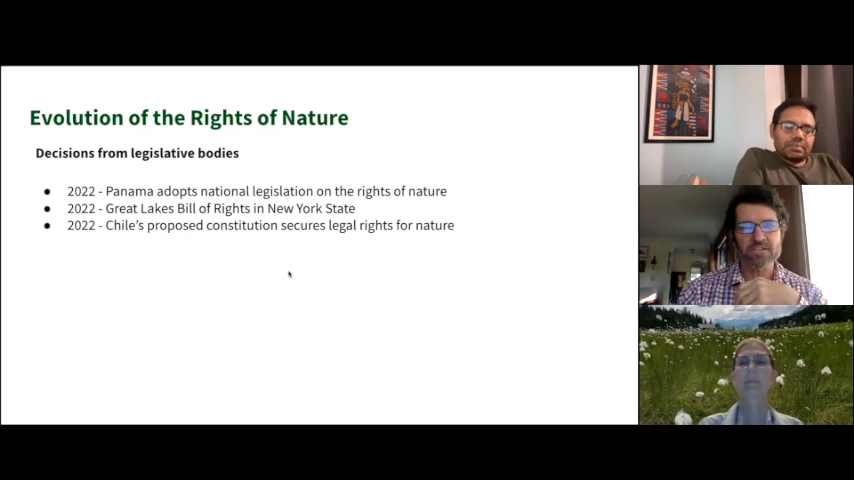 Evolution of the Rights of Nature
Decisions from legislative bodies
● 2022 - Panama adopts national legislation on the rights of nature
● 2022 - Great Lakes Bill of Rights in New York State
● 2022 - Chile's proposed constitution secures legal rights for nature